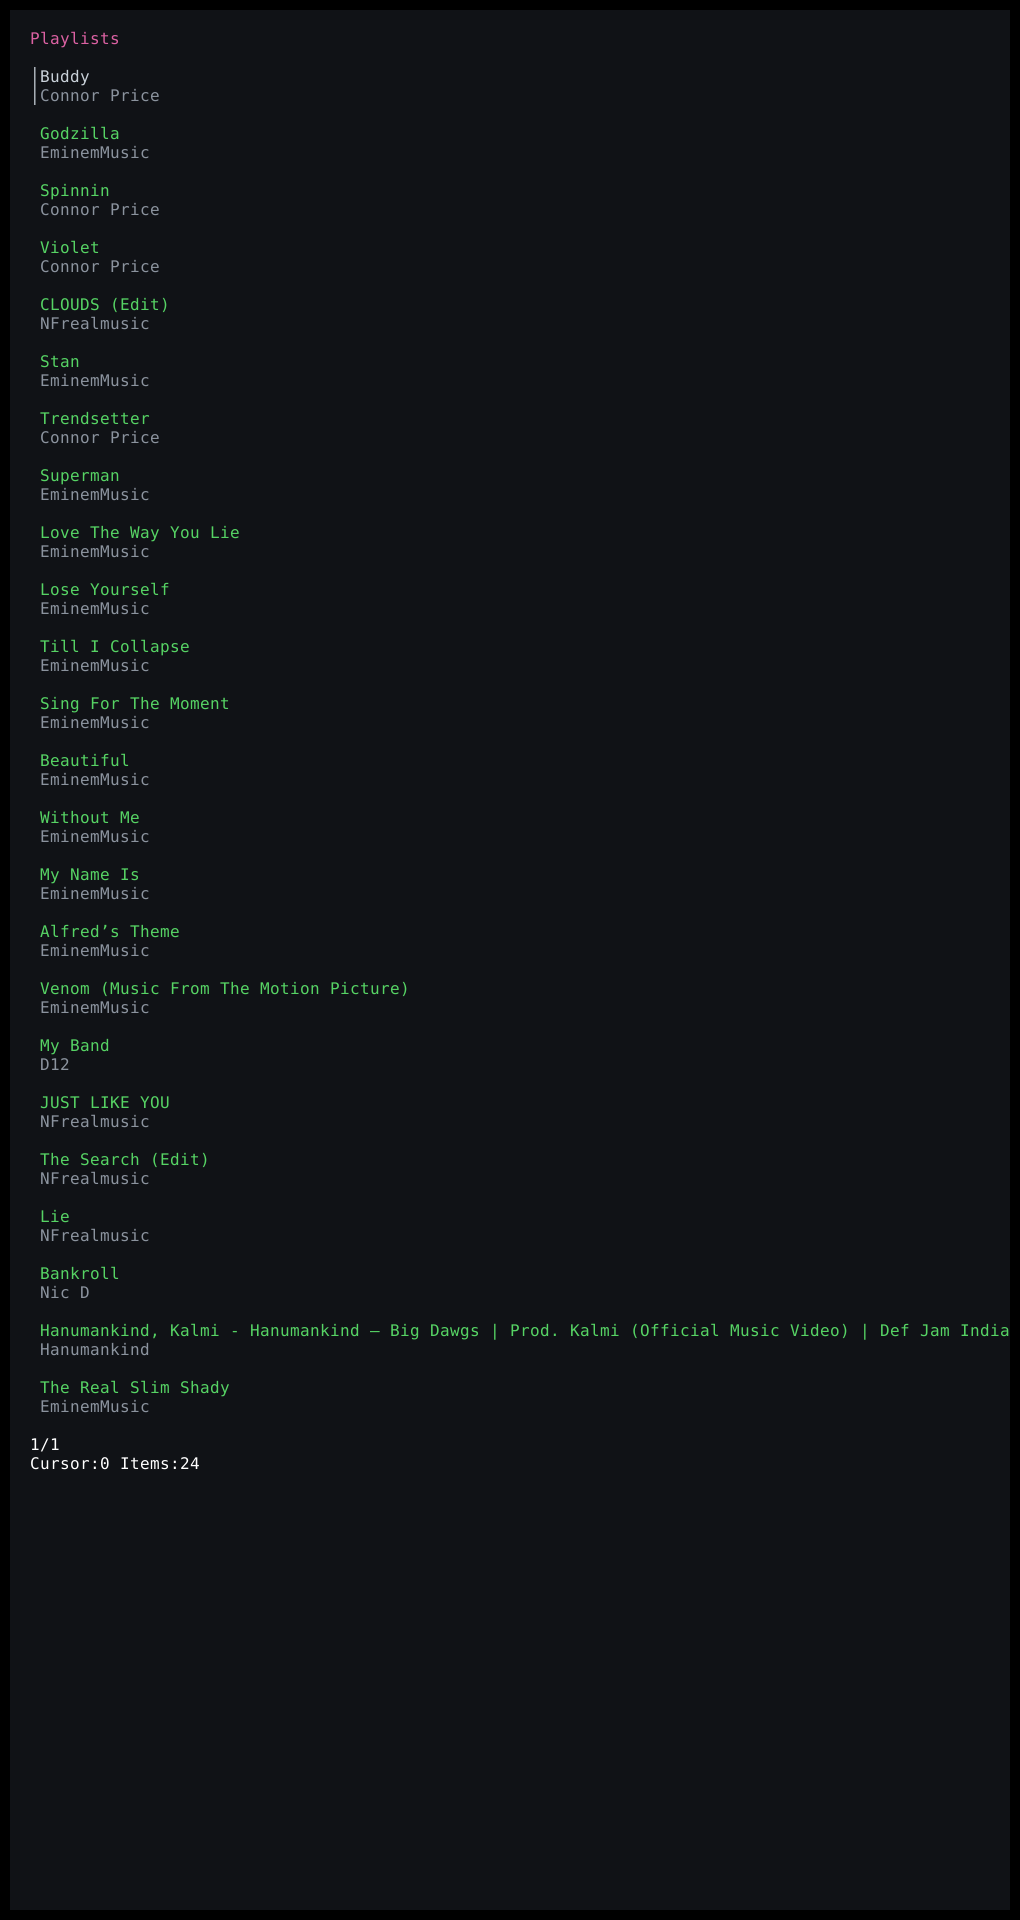 Playlists
Buddy
Connor Price
Godzilla
EminemMusic
Spinnin
Connor Price
Violet
Connor Price
CLOUDS (Edit)
NFrealmusic
Stan
EminemMusic
Trendsetter
Connor Price
Superman
EminemMusic
Love The Way You Lie
EminemMusic
Lose Yourself
EminemMusic
Till I Collapse
EminemMusic
Sing For The Moment
EminemMusic
Beautiful
EminemMusic
Without Me
EminemMusic
My Name Is
EminemMusic
Alfred’s Theme
EminemMusic
Venom (Music From The Motion Picture)
EminemMusic
My Band
D12
JUST LIKE YOU
NFrealmusic
The Search (Edit)
NFrealmusic
Lie
NFrealmusic
Bankroll
Nic D
Hanumankind, Kalmi - Hanumankind – Big Dawgs | Prod. Kalmi (Official Music Video) | Def Jam India
Hanumankind
The Real Slim Shady
EminemMusic
1/1
Cursor:0 Items:24